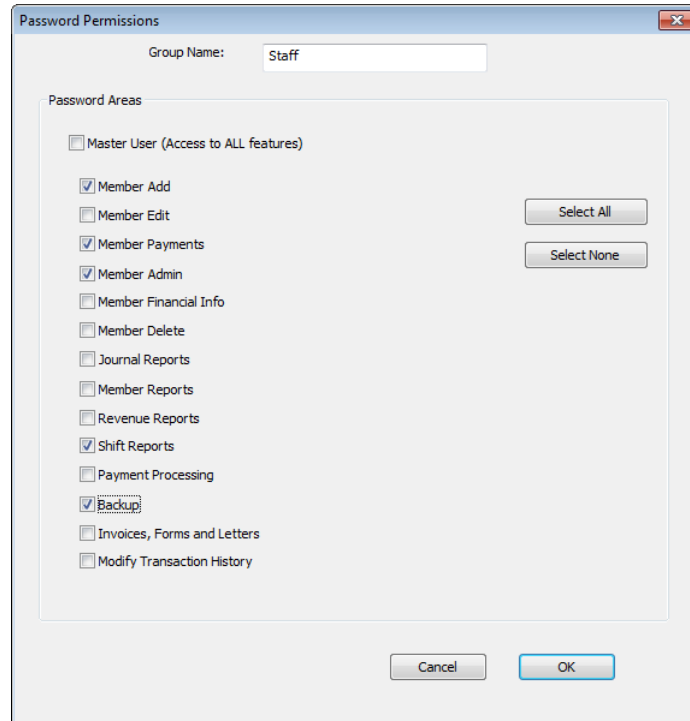 Password Permissions
Group Name: Staff
Password Areas
Master User (Access to ALL features)
Member Add
Member Edit
Select All
Member Payments
Select None
Member Admin
Member Financial Info
Member Delete
Journal Reports
Member Reports
Revenue Reports
Shift Reports
Payment Processing
Backup
Invoices, Forms and Letters
Modify Transaction History
Cancel OK